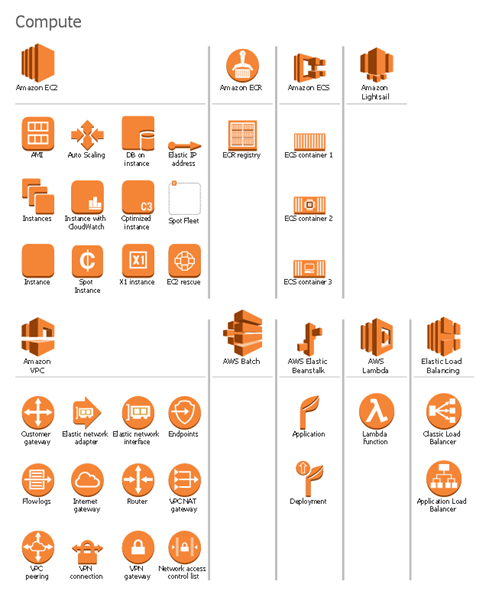 Compute
Amazon EC2
Amazon ECR
Amazon ECS
Amazon
Lightsail
AMI
Auto Scaling
DB on
instance
Elastic IP
address
ECR registry
ECS container 1
Instances
Instance with
CloudWatch
C3
Optimized
instance
Spot Fleet
ECS container 2
Instance
Spot
Instance
X1
X1 instance
EC2 rescue
ECS container 3
Amazon
VPC
AWS Batch
AWS Elastic
Beanstalk
AWS
Lambda
Elastic Load
Balancing
Customer
gateway
Elastic network
adapter
Elastic network
interface
Endpoints
Application
Lambda
Function
Classic Load
Balancer
Flow logs
Internet
gateway
Router
VPC NAT
gateway
Deployment
Application Load
Balancer
VPC
peering
VPN
connection
VPN
gateway
Network access
control list